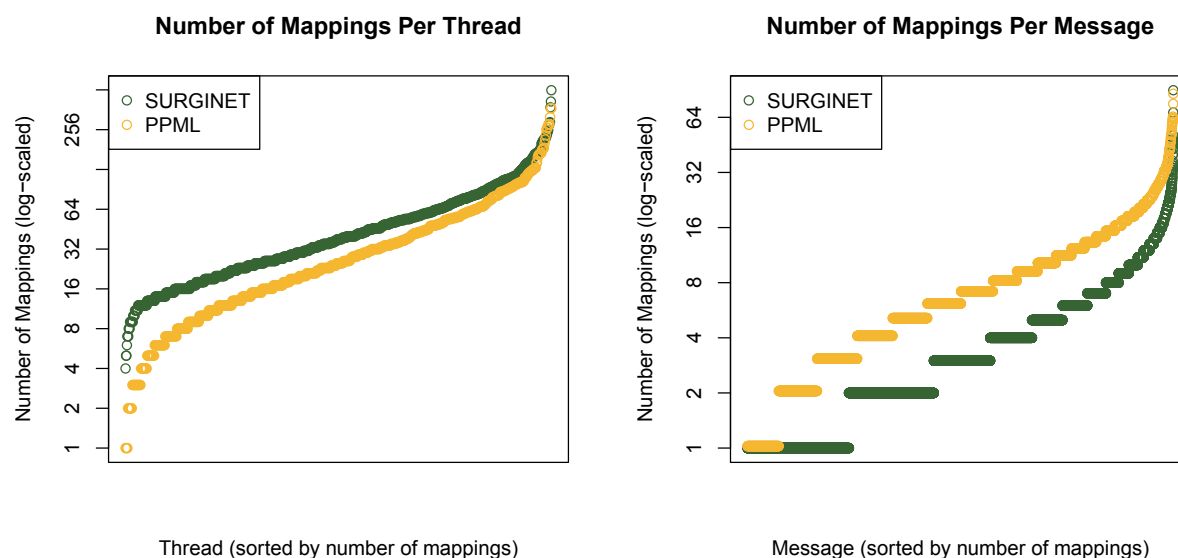 Number of Mappings Per Thread
SURGINET
PPML
Number of Mappings (log−scaled)
256
64
32
16
8
4
2
1
Thread (sorted by number of mappings)
Number of Mappings Per Message
SURGINET
PPML
Number of Mappings (log−scaled)
64
32
16
8
4
2
1
Message (sorted by number of mappings)